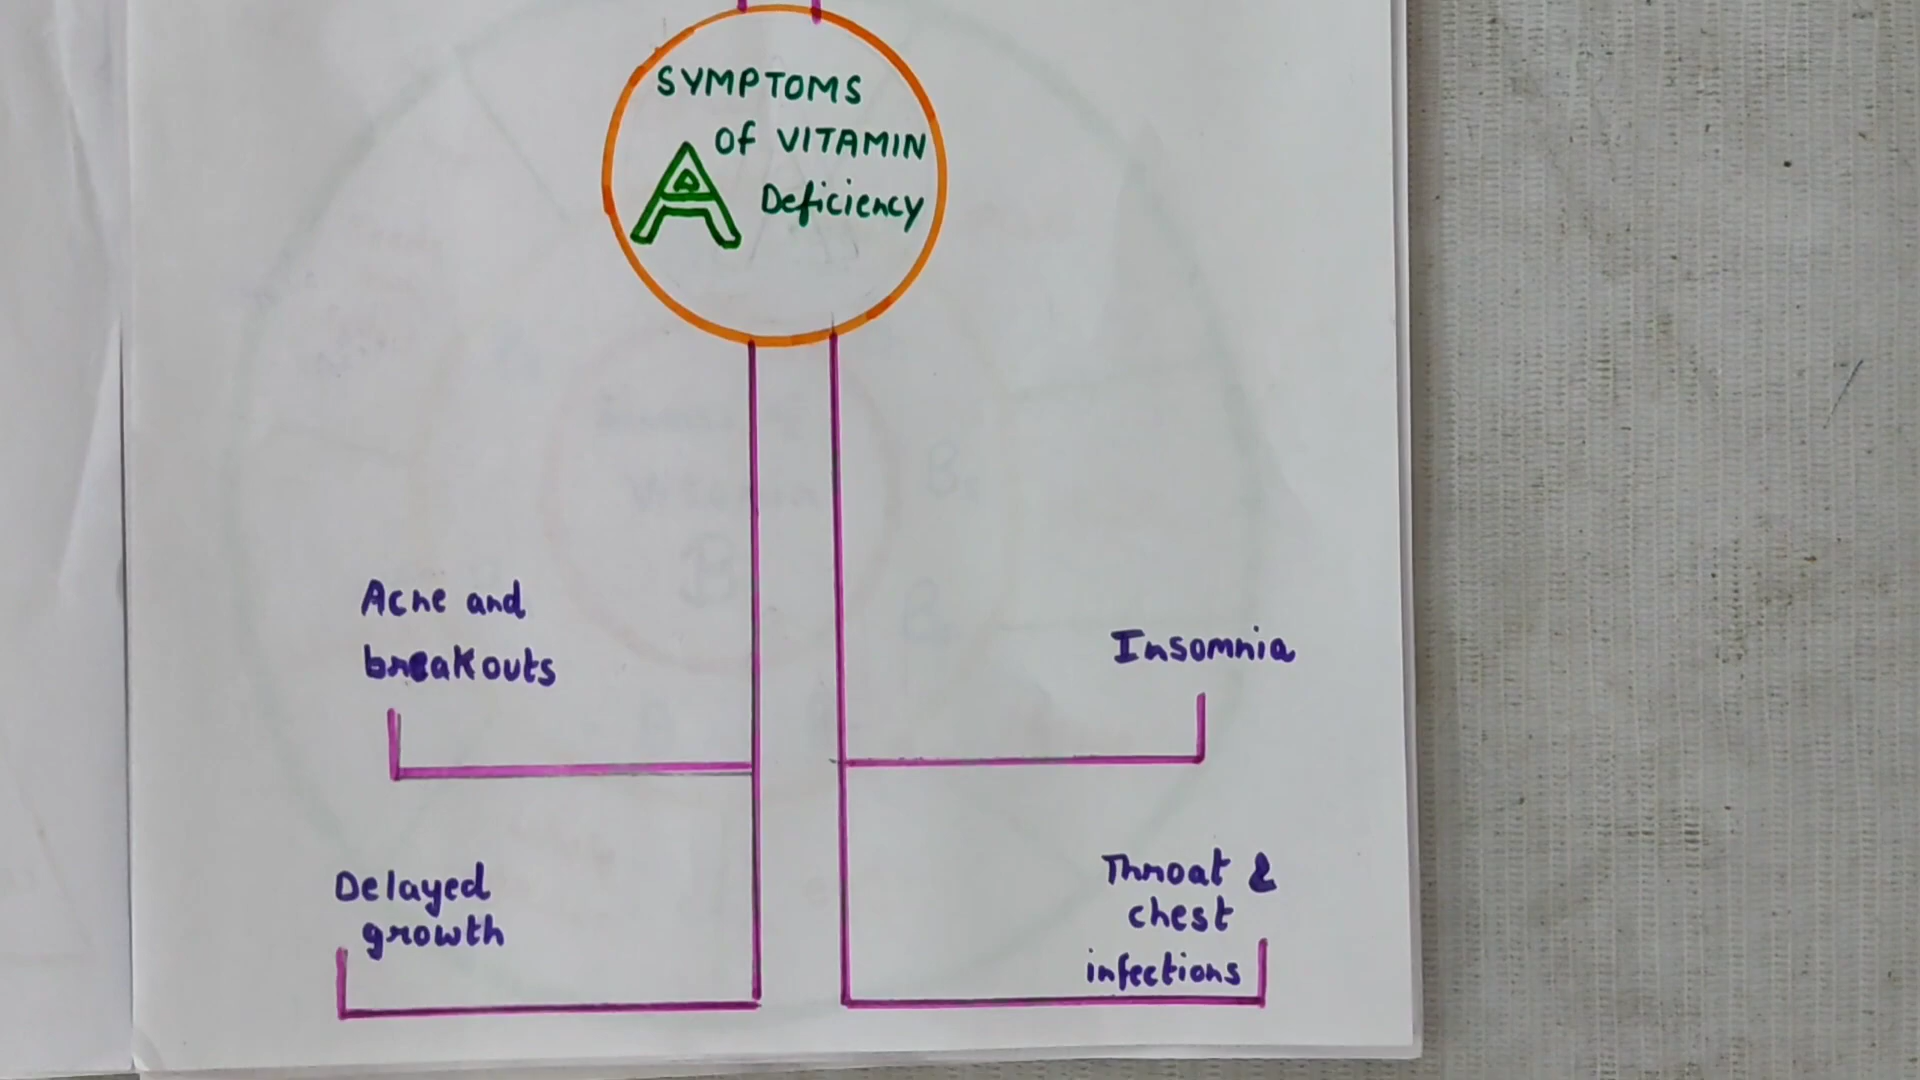 SYMPTOMS
Of VITAMIN
A Deficiency
Acne and
breakouts
Insomnia
Delayed
growth
Throat &
chest
infections